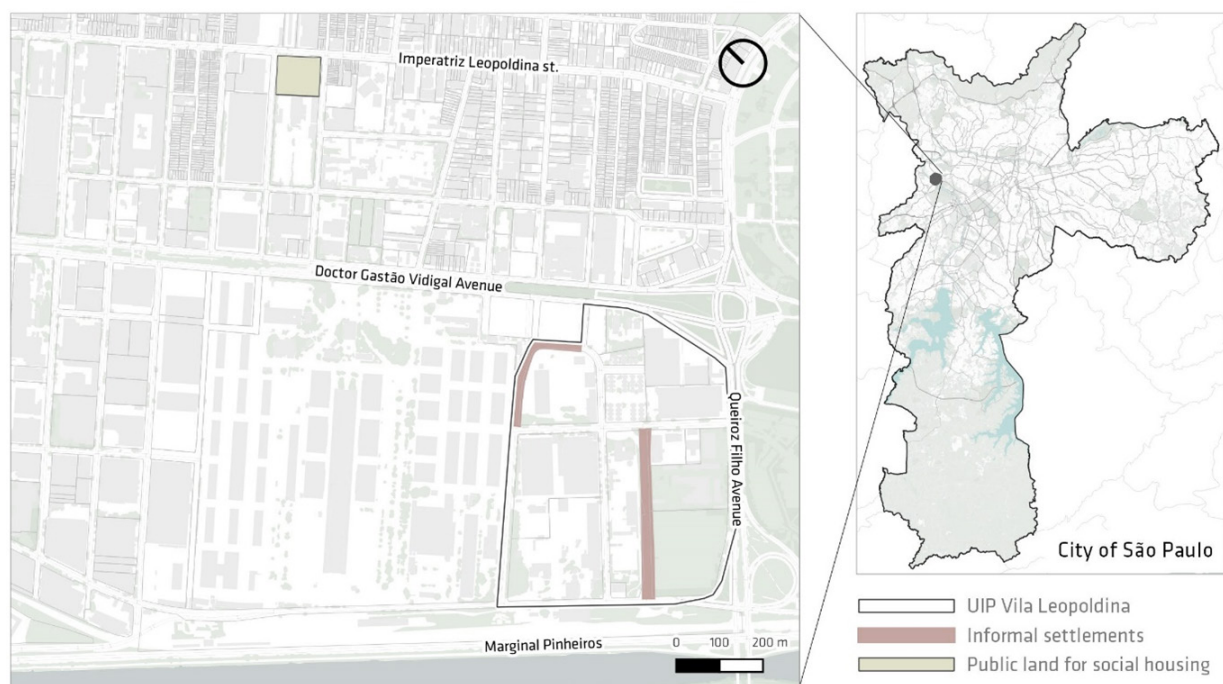 Imperatriz Leopoldina st.
Doctor Gastão Vidigal Avenue
Queiroz Filho Avenue
Marginal Pinheiros
0 100 200 m
City of São Paulo
UIP Vila Leopoldina
Informal settlements
Public land for social housing